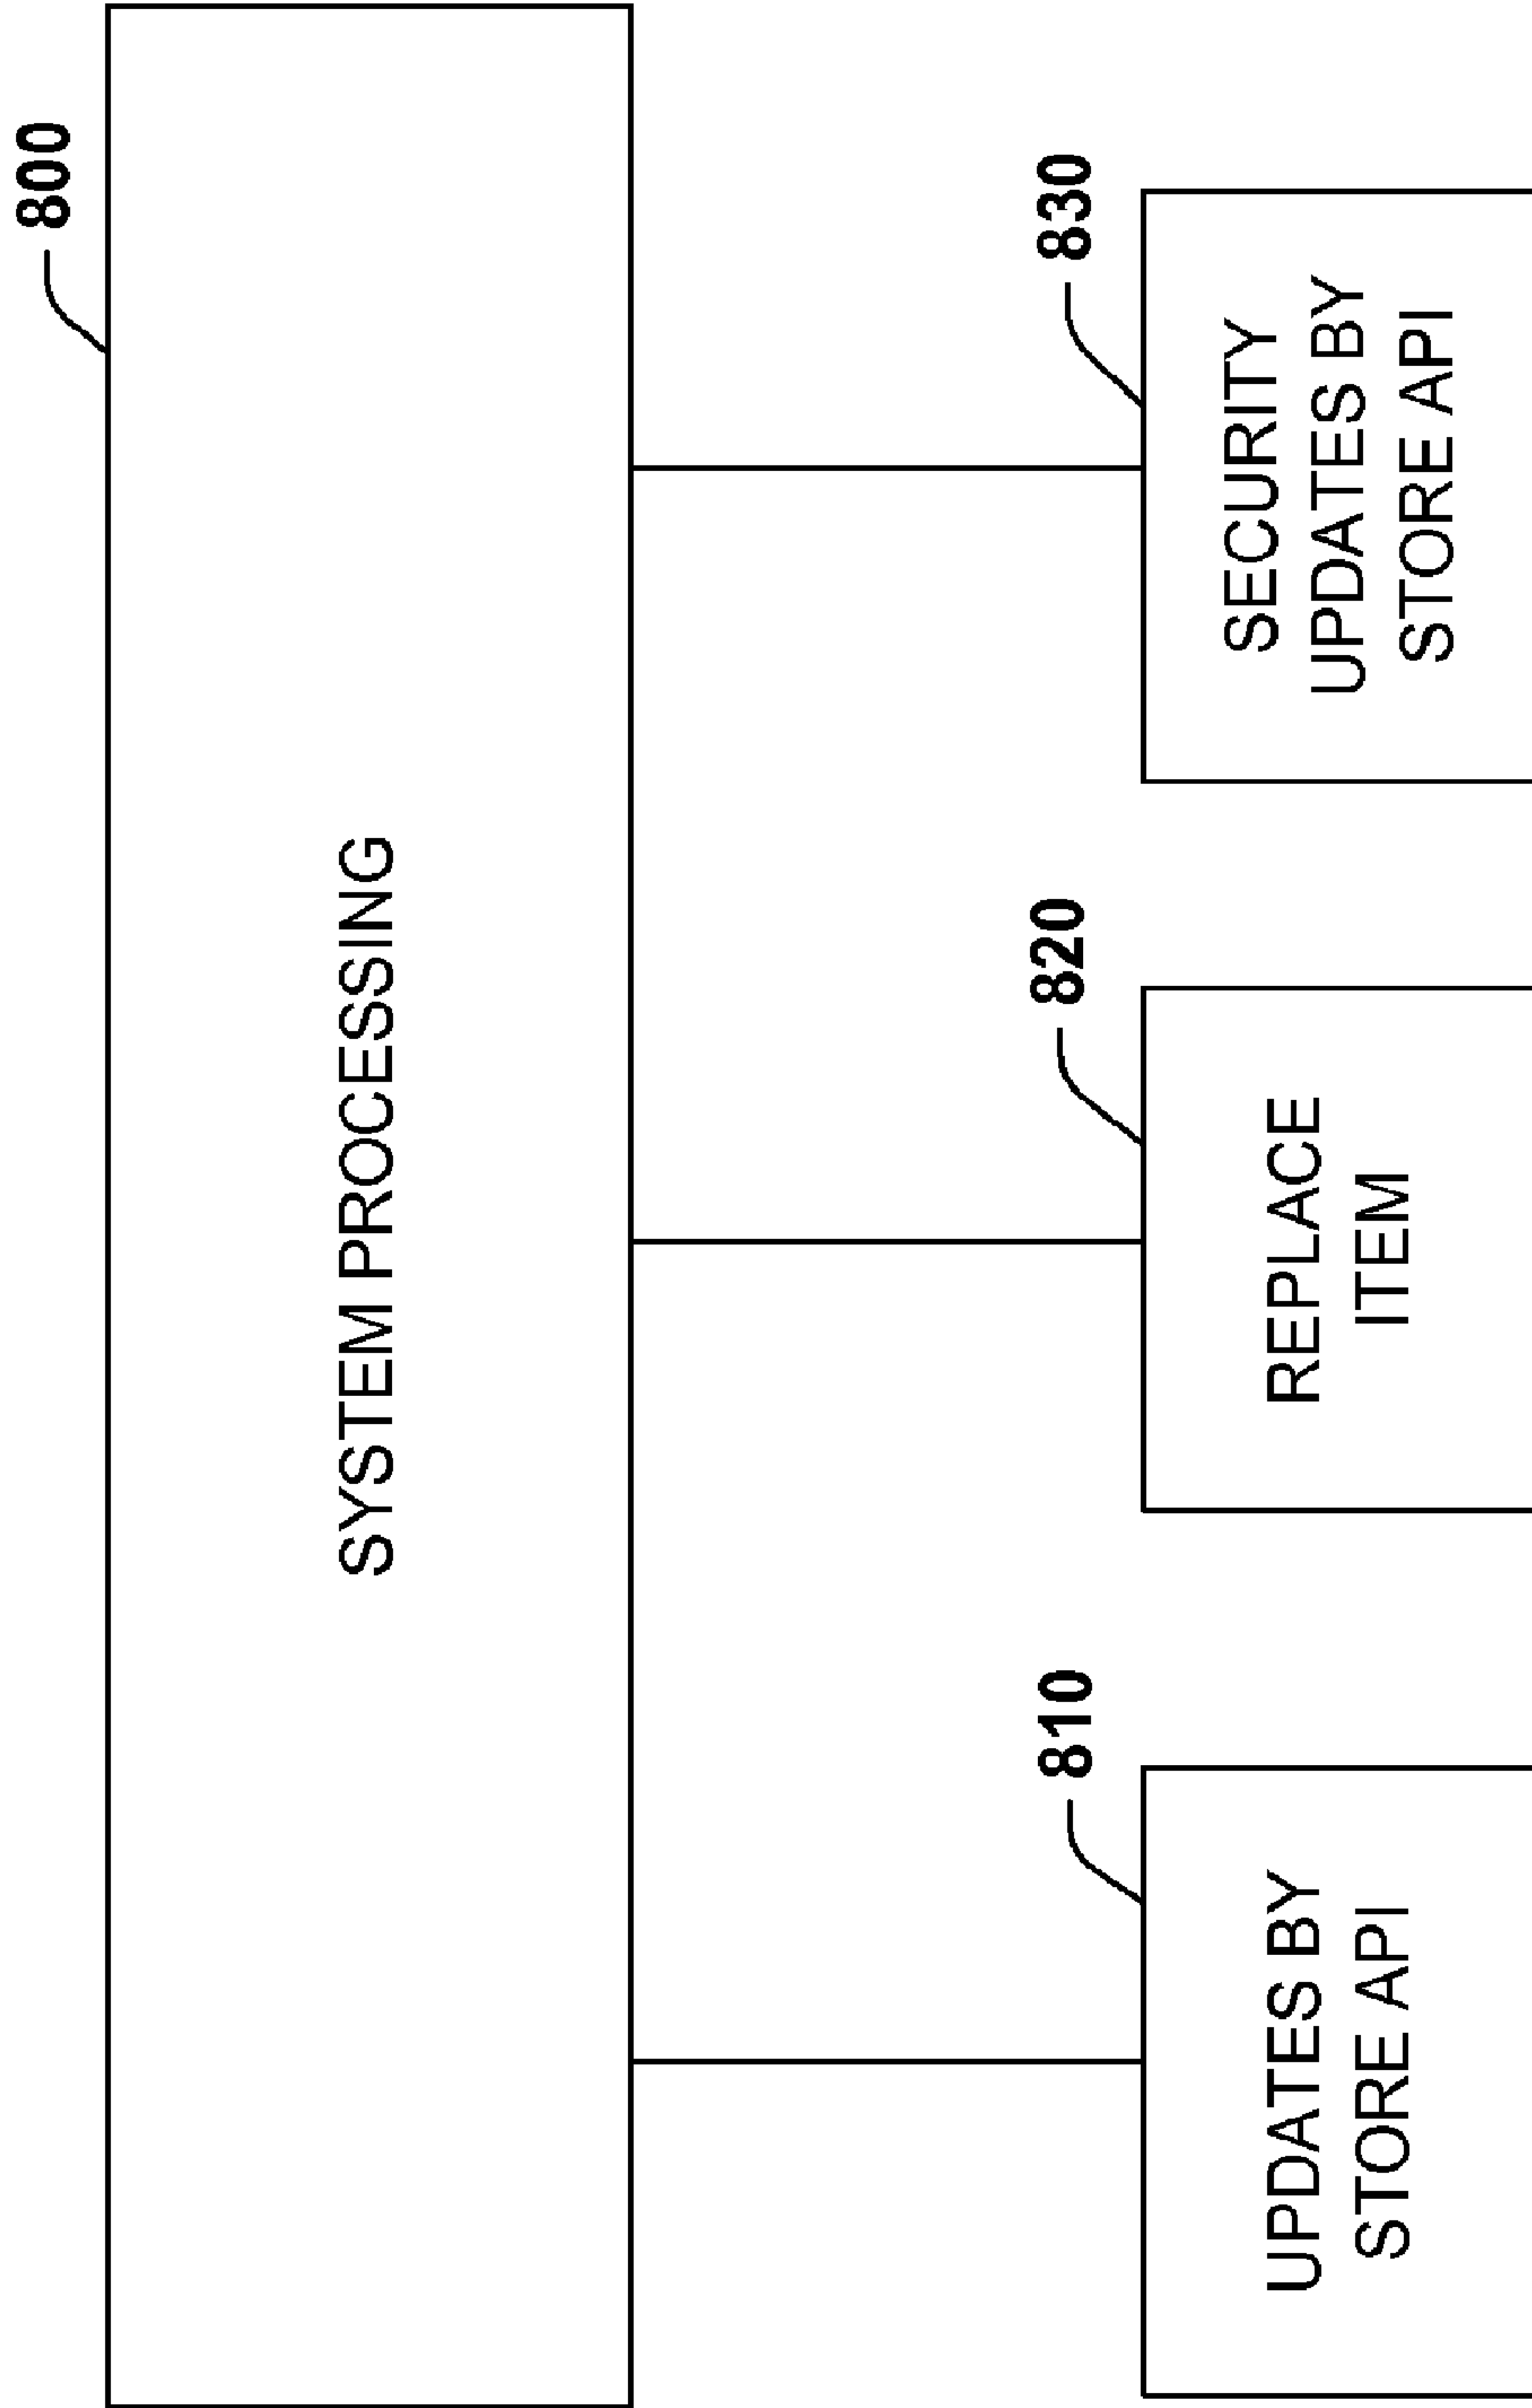 800
SYSTEM PROCESSING
810
820
830
UPDATES BY
STORE API
REPLACE
ITEM
SECURITY
UPDATES BY
STORE API